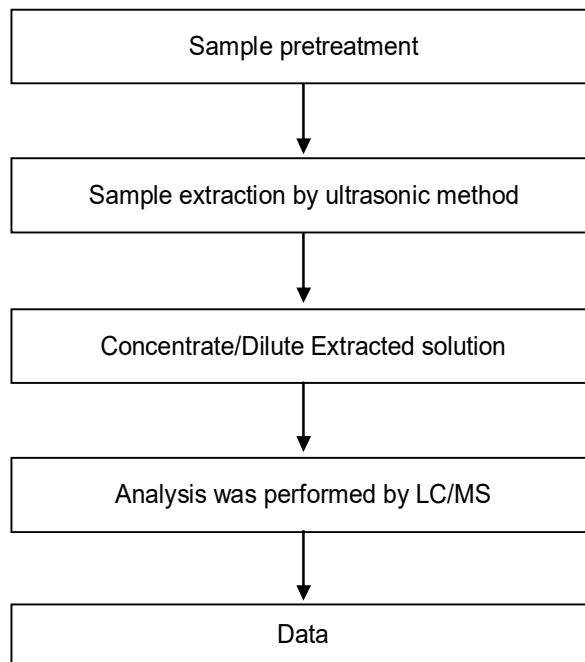 Sample pretreatment
Sample extraction by ultrasonic method
Concentrate/Dilute Extracted solution
Analysis was performed by LC/MS
Data